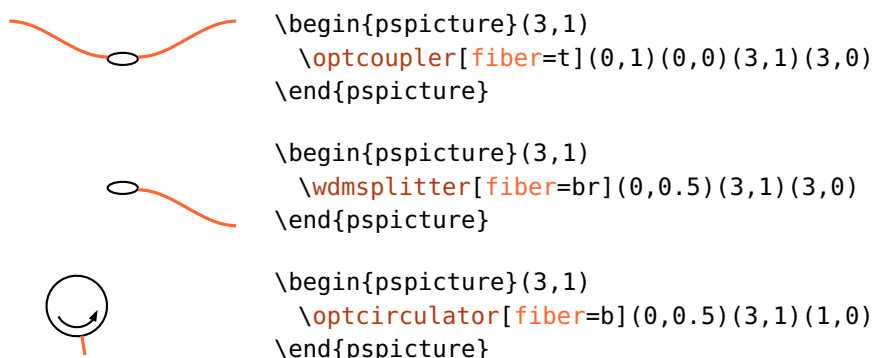 \begin{pspicture}(3,1)
  \optcoupler[fiber=t](0,1)(0,0)(3,1)(3,0)
\end{pspicture}
\begin{pspicture}(3,1)
  \wdmsplitter[fiber=br](0,0.5)(3,1)(3,0)
\end{pspicture}
\begin{pspicture}(3,1)
  \optcirculator[fiber=b](0,0.5)(3,1)(1,0)
\end{pspicture}